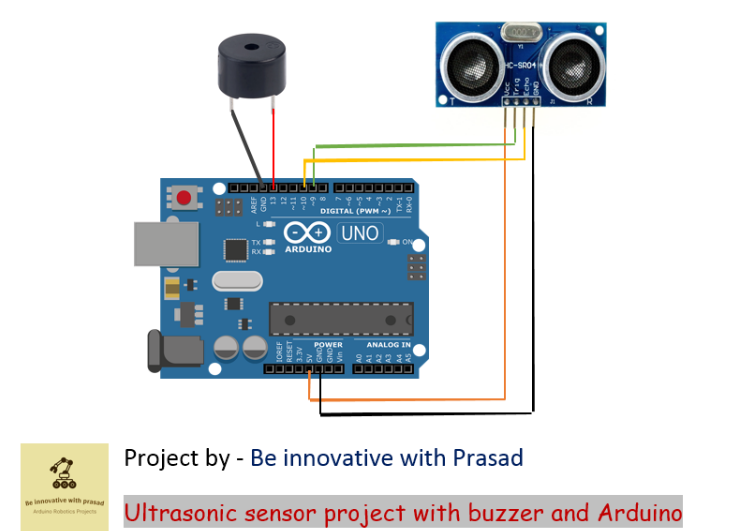 Y1
HC-SR04
Vcc
Trig
Echo
GND
T
R
AREF
GND
13
12
~11
~10
~9
8
7
~6
~5
~4
~3
2
TX-1
RX-0
DIGITAL (PWM ~)
L
TX
RX
UNO
ON
ARDUINO
POWER
ANALOG IN
IOREF
RESET
3.3V
5V
GND
GND
Vin
A0
A1
A2
A3
A4
A5
Project by - Be innovative with Prasad
Be innovative with prasad
Arduino Robotics Projects
Ultrasonic sensor project with buzzer and Arduino